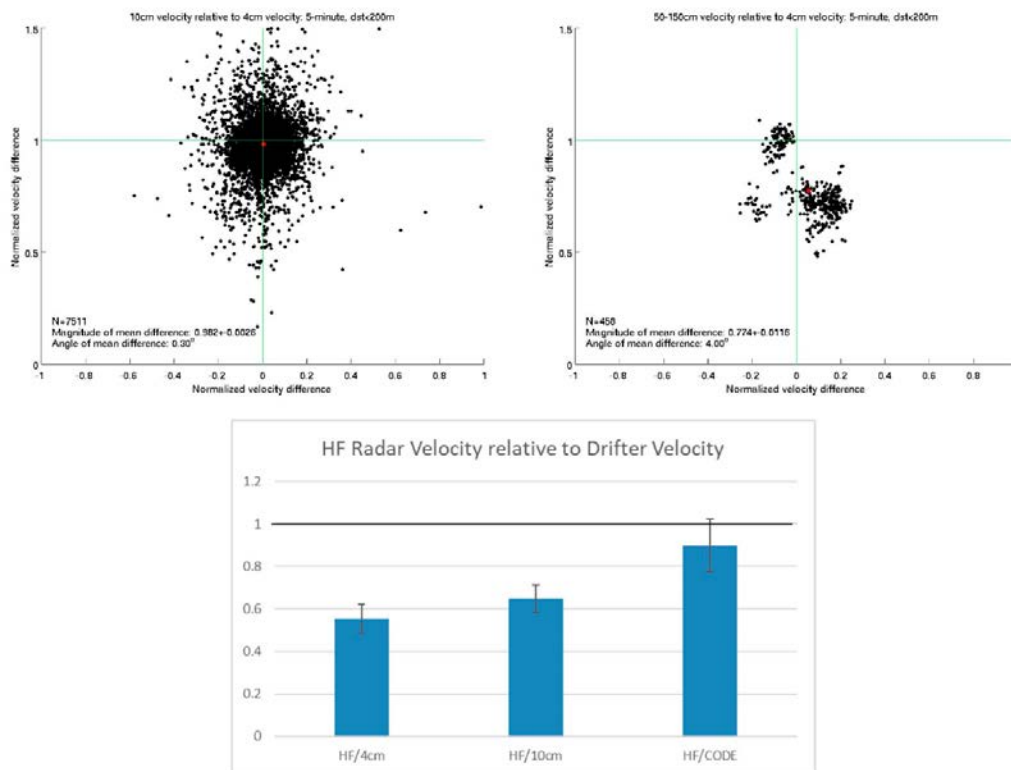 10cm velocity relative to 4cm velocity: 5-minute, dst<200m
1.5
1
0.5
0
Normalized velocity difference
N=7511
Magnitude of mean difference: 0.982+-0.0026
Angle of mean difference: 0.30°
-1 -0.8 -0.6 -0.4 -0.2 0 0.2 0.4 0.6 0.8 1
Normalized velocity difference
50-150cm velocity relative to 4cm velocity: 5-minute, dst<200m
1.5
1
0.5
0
Normalized velocity difference
N=458
Magnitude of mean difference: 0.774+-0.0116
Angle of mean difference: 4.00°
-1 -0.8 -0.6 -0.4 -0.2 0 0.2 0.4 0.6 0.8
Normalized velocity difference
HF Radar Velocity relative to Drifter Velocity
1.2
1
0.8
0.6
0.4
0.2
0
HF/4cm HF/10cm HF/CODE